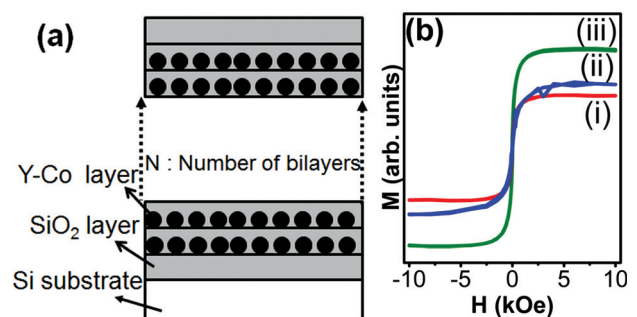 (a)
N : Number of bilayers
Y-Co layer
SiO₂ layer
Si substrate
(b)
(iii)
(ii)
(i)
M (arb. units)
-10 -5 0 5 10
H (kOe)